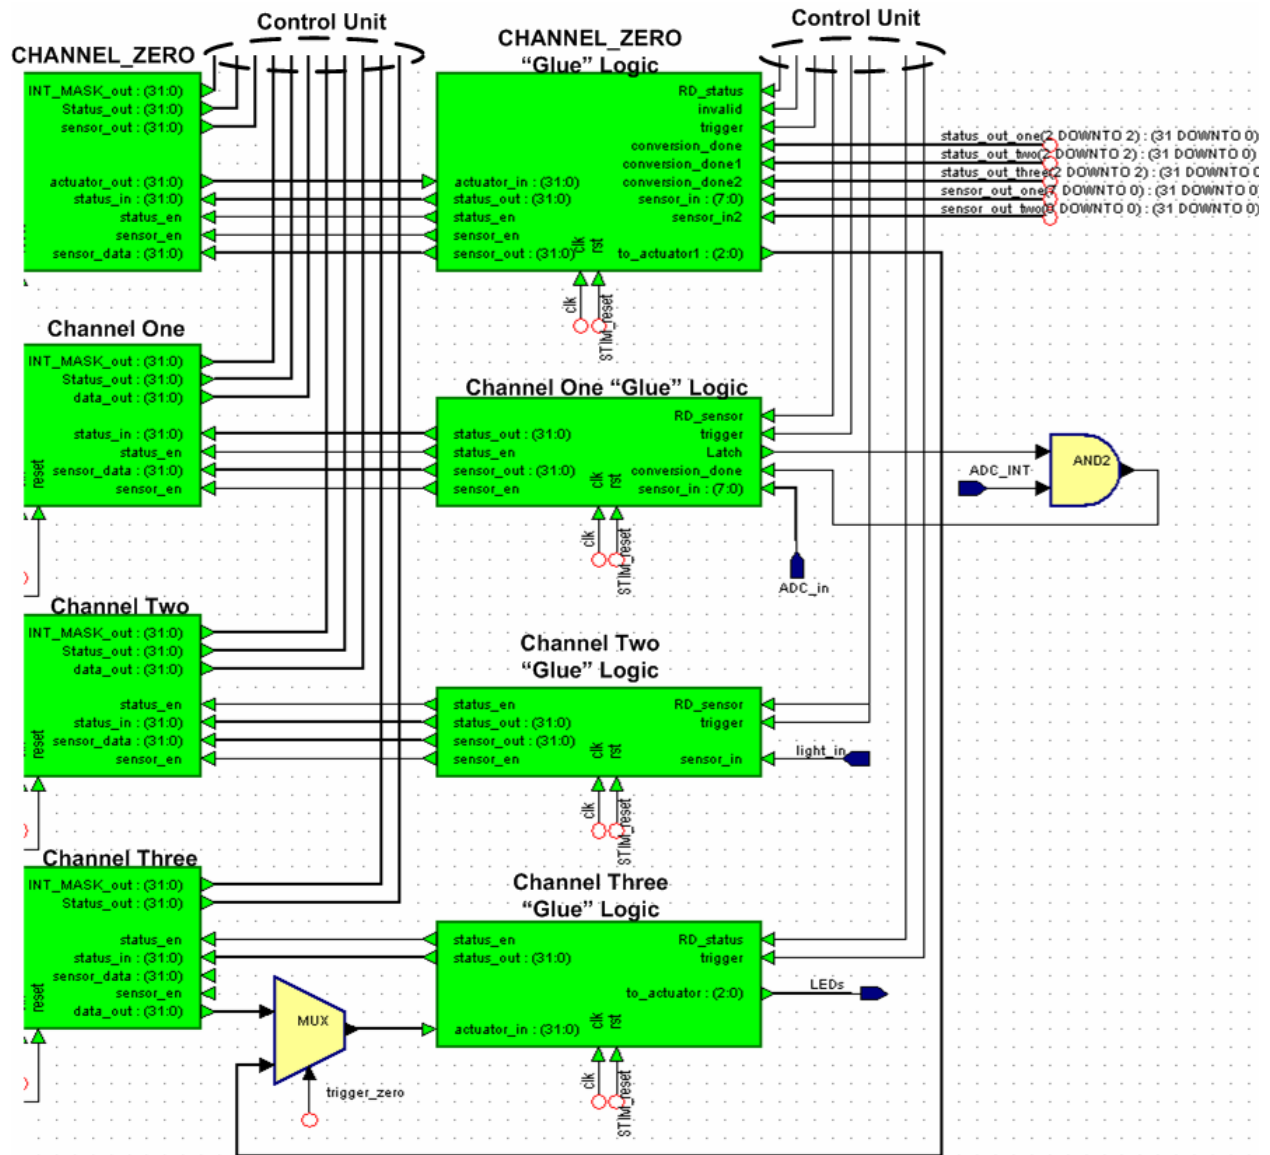 Control Unit
Control Unit
CHANNEL_ZERO
INT_MASK_out : (31:0)
Status_out : (31:0)
sensor_out : (31:0)
actuator_out : (31:0)
status_in : (31:0)
status_en
sensor_en
sensor_data : (31:0)
CHANNEL_ZERO
“Glue” Logic
RD_status
invalid
trigger
conversion_done
conversion_done1
conversion_done2
sensor_in : (7:0)
sensor_in2
to_actuator1 : (2:0)
actuator_in : (31:0)
status_out : (31:0)
status_en
sensor_en
sensor_out : (31:0)
clk
rst
clk
STIM_reset
status_out_one(2 DOWNTO 2) : (31 DOWNTO 0)
status_out_two(2 DOWNTO 2) : (31 DOWNTO 0)
status_out_three(2 DOWNTO 2) : (31 DOWNTO
sensor_out_one(7 DOWNTO 0) : (31 DOWNTO 0)
sensor_out_two(0 DOWNTO 0) : (31 DOWNTO 0)
Channel One
INT_MASK_out : (31:0)
Status_out : (31:0)
data_out : (31:0)
status_in : (31:0)
status_en
sensor_data : (31:0)
sensor_en
reset
Channel One “Glue” Logic
RD_sensor
trigger
Latch
conversion_done
sensor_in : (7:0)
status_out : (31:0)
status_en
sensor_out : (31:0)
sensor_en
clk
rst
clk
STIM_reset
ADC_in
ADC_INT
AND2
Channel Two
INT_MASK_out : (31:0)
Status_out : (31:0)
data_out : (31:0)
status_en
status_in : (31:0)
sensor_data : (31:0)
sensor_en
reset
Channel Two
“Glue” Logic
RD_sensor
trigger
sensor_in
status_en
status_out : (31:0)
sensor_out : (31:0)
sensor_en
clk
rst
clk
STIM_reset
light_in
Channel Three
INT_MASK_out : (31:0)
Status_out : (31:0)
status_en
status_in : (31:0)
sensor_data : (31:0)
sensor_en
data_out : (31:0)
reset
MUX
trigger_zero
Channel Three
“Glue” Logic
RD_status
trigger
to_actuator : (2:0)
status_en
status_out : (31:0)
actuator_in : (31:0)
clk
rst
clk
STIM_reset
LEDs